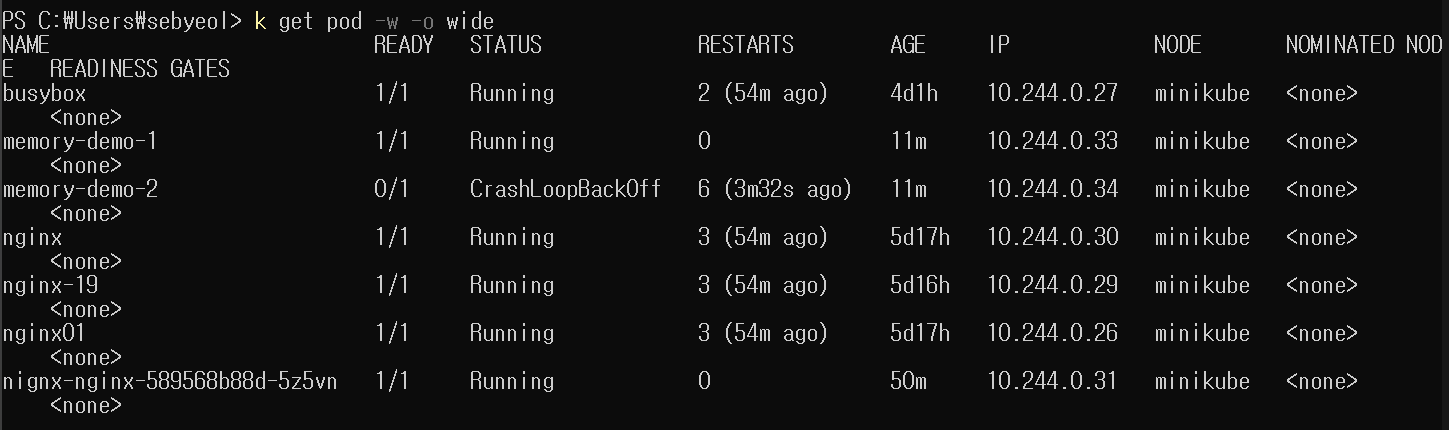 PS C:₩Users₩sebyeol> k get pod -w -o wide
NAME                           READY   STATUS             RESTARTS        AGE     IP            NODE       NOMINATED NOD
E   READINESS GATES
busybox                        1/1     Running            2 (54m ago)     4d1h    10.244.0.27   minikube   <none>
    <none>
memory-demo-1                  1/1     Running            0               11m     10.244.0.33   minikube   <none>
    <none>
memory-demo-2                  0/1     CrashLoopBackOff   6 (3m32s ago)   11m     10.244.0.34   minikube   <none>
    <none>
nginx                          1/1     Running            3 (54m ago)     5d17h   10.244.0.30   minikube   <none>
    <none>
nginx-19                       1/1     Running            3 (54m ago)     5d16h   10.244.0.29   minikube   <none>
    <none>
nginx01                        1/1     Running            3 (54m ago)     5d17h   10.244.0.26   minikube   <none>
    <none>
nignx-nginx-589568b88d-5z5vn   1/1     Running            0               50m     10.244.0.31   minikube   <none>
    <none>